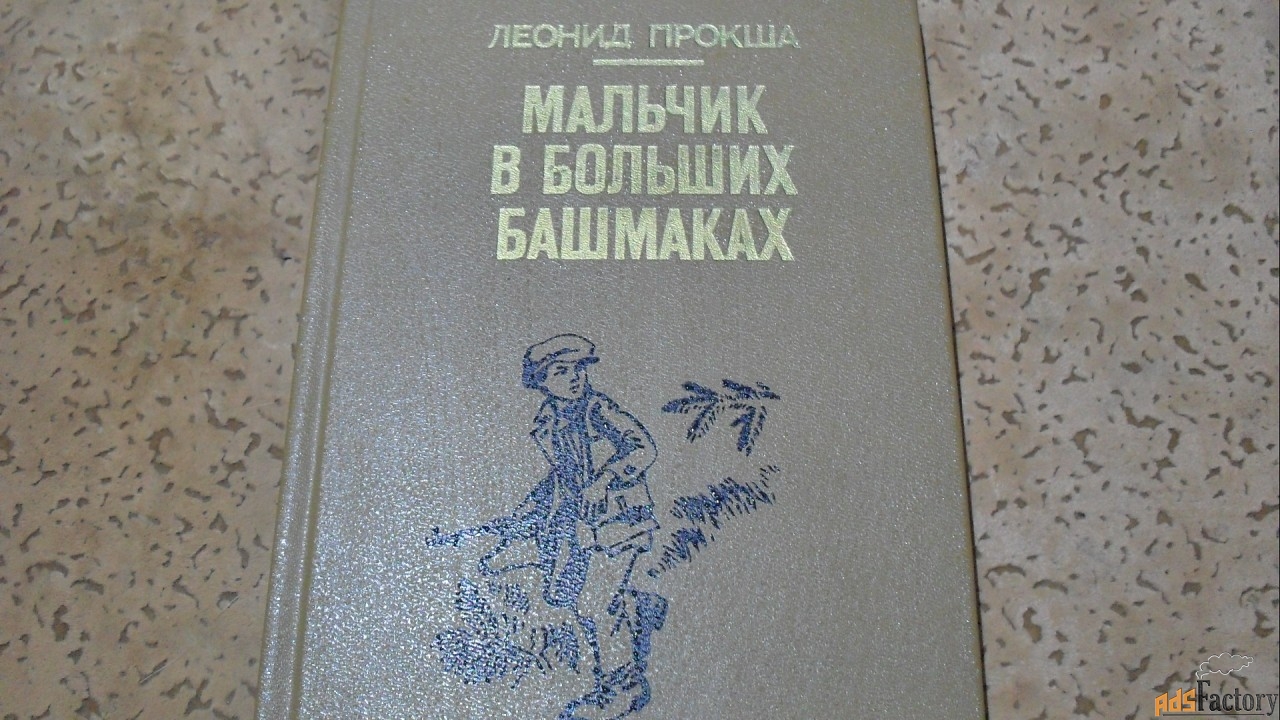 ЛЕОНИД ПРОКША
МАЛЬЧИК
В БОЛЬШИХ
БАШМАКАХ
AdsFactory